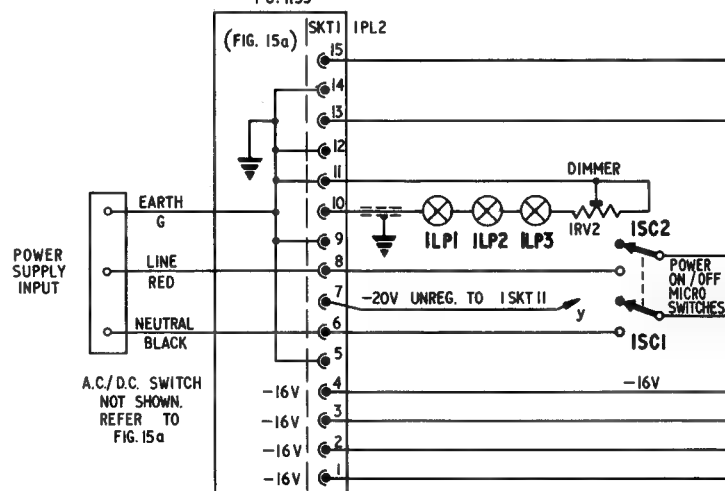 (FIG. 15a)
SKT1 1PL2
15
14
13
12
11
10
9
8
7
6
5
4
3
2
1
EARTH
G
LINE
RED
NEUTRAL
BLACK
POWER
SUPPLY
INPUT
A.C./D.C. SWITCH
NOT SHOWN.
REFER TO
FIG. 15a
-16V
-16V
-16V
-16V
DIMMER
1LP1 1LP2 1LP3 1RV2
1SC2
-20V UNREG. TO 1SKT11
y
POWER
ON/OFF
MICRO
SWITCHES
1SC1
-16V